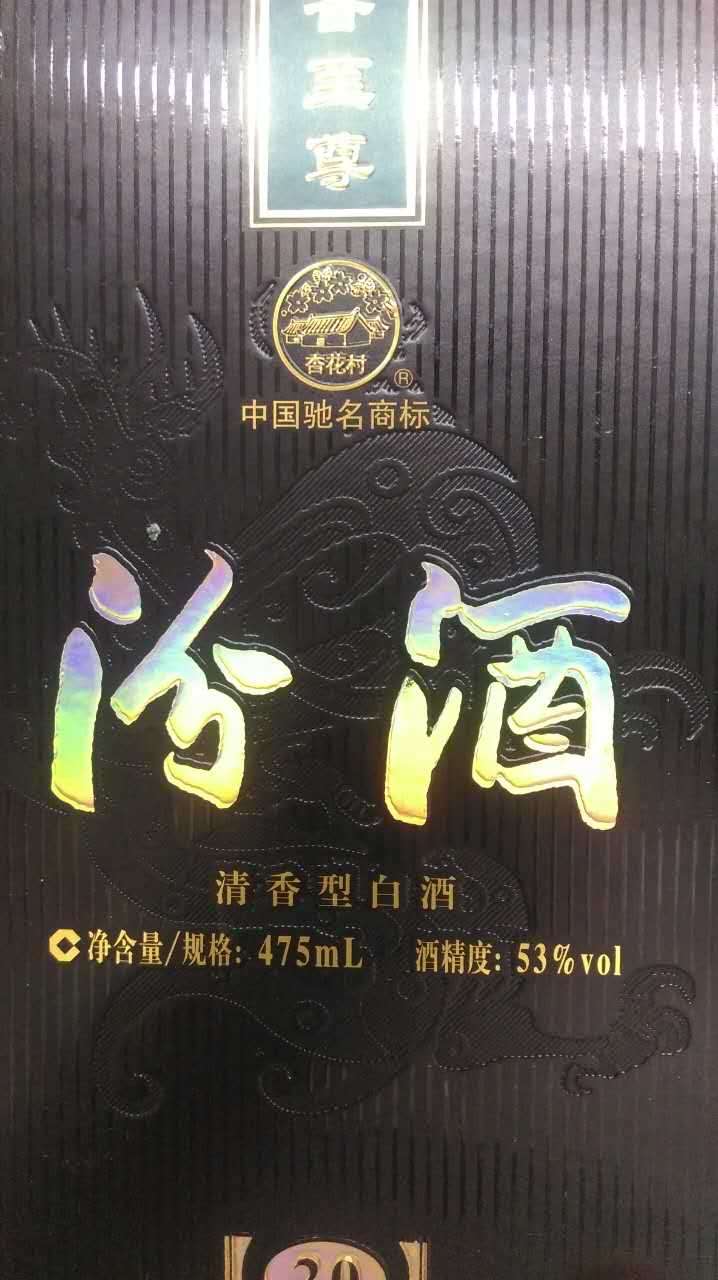 香至尊
杏花村
®
中国驰名商标
汾酒
清香型白酒
净含量/规格: 475mL 酒精度: 53%vol
20